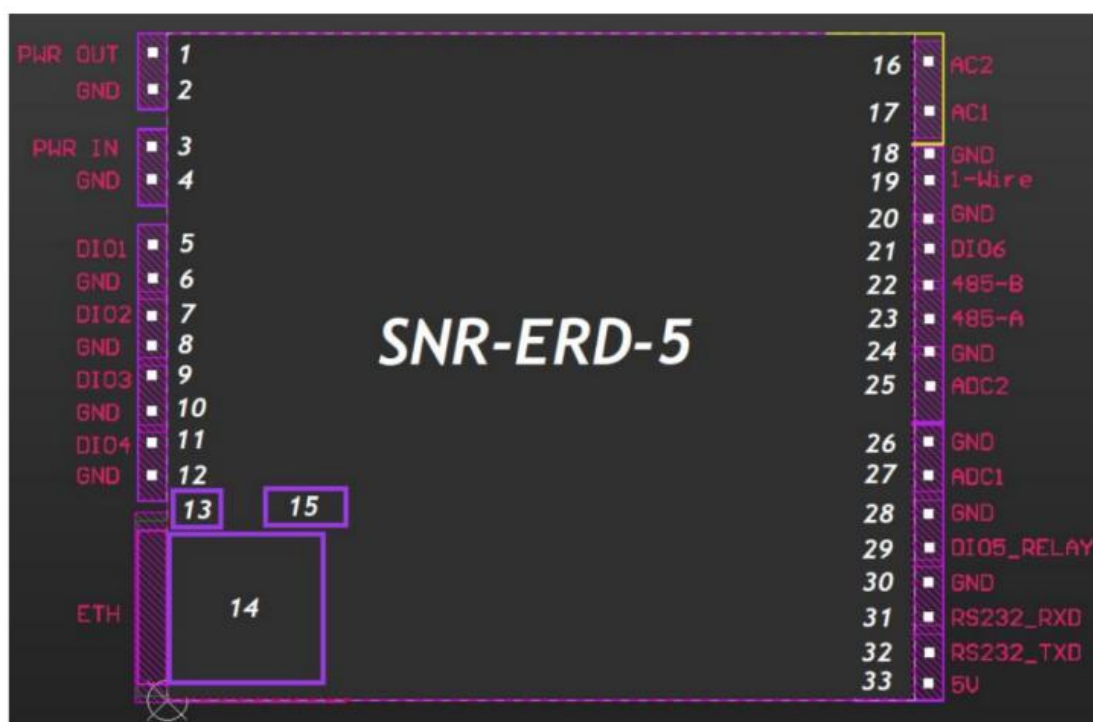 PWR OUT 1
GND 2
PWR IN 3
GND 4
DIO1 5
GND 6
DIO2 7
GND 8
DIO3 9
GND 10
DIO4 11
GND 12
13 15
ETH 14
SNR-ERD-5
16 AC2
17 AC1
18 GND
19 1-Wire
20 GND
21 DIO6
22 485-B
23 485-A
24 GND
25 ADC2
26 GND
27 ADC1
28 GND
29 DIO5_RELAY
30 GND
31 RS232_RXD
32 RS232_TXD
33 5V